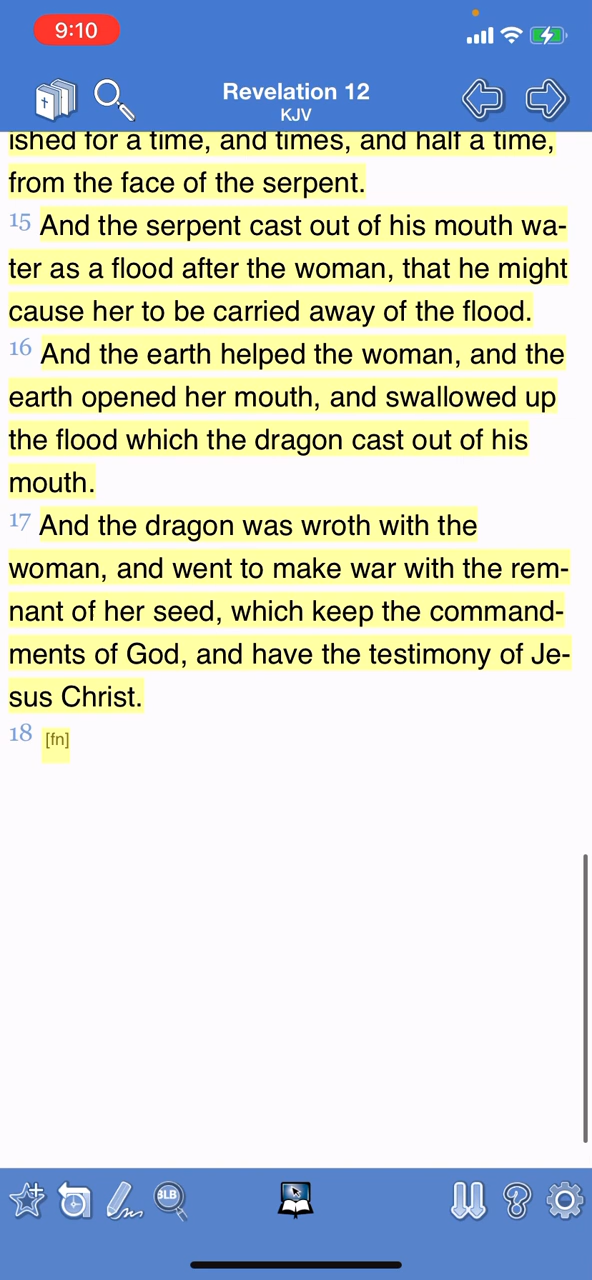 9:10
Revelation 12
KJV
ished for a time, and times, and half a time,
from the face of the serpent.
15 And the serpent cast out of his mouth wa-
ter as a flood after the woman, that he might
cause her to be carried away of the flood.
16 And the earth helped the woman, and the
earth opened her mouth, and swallowed up
the flood which the dragon cast out of his
mouth.
17 And the dragon was wroth with the
woman, and went to make war with the rem-
nant of her seed, which keep the command-
ments of God, and have the testimony of Je-
sus Christ.
18 [fn]
BLB